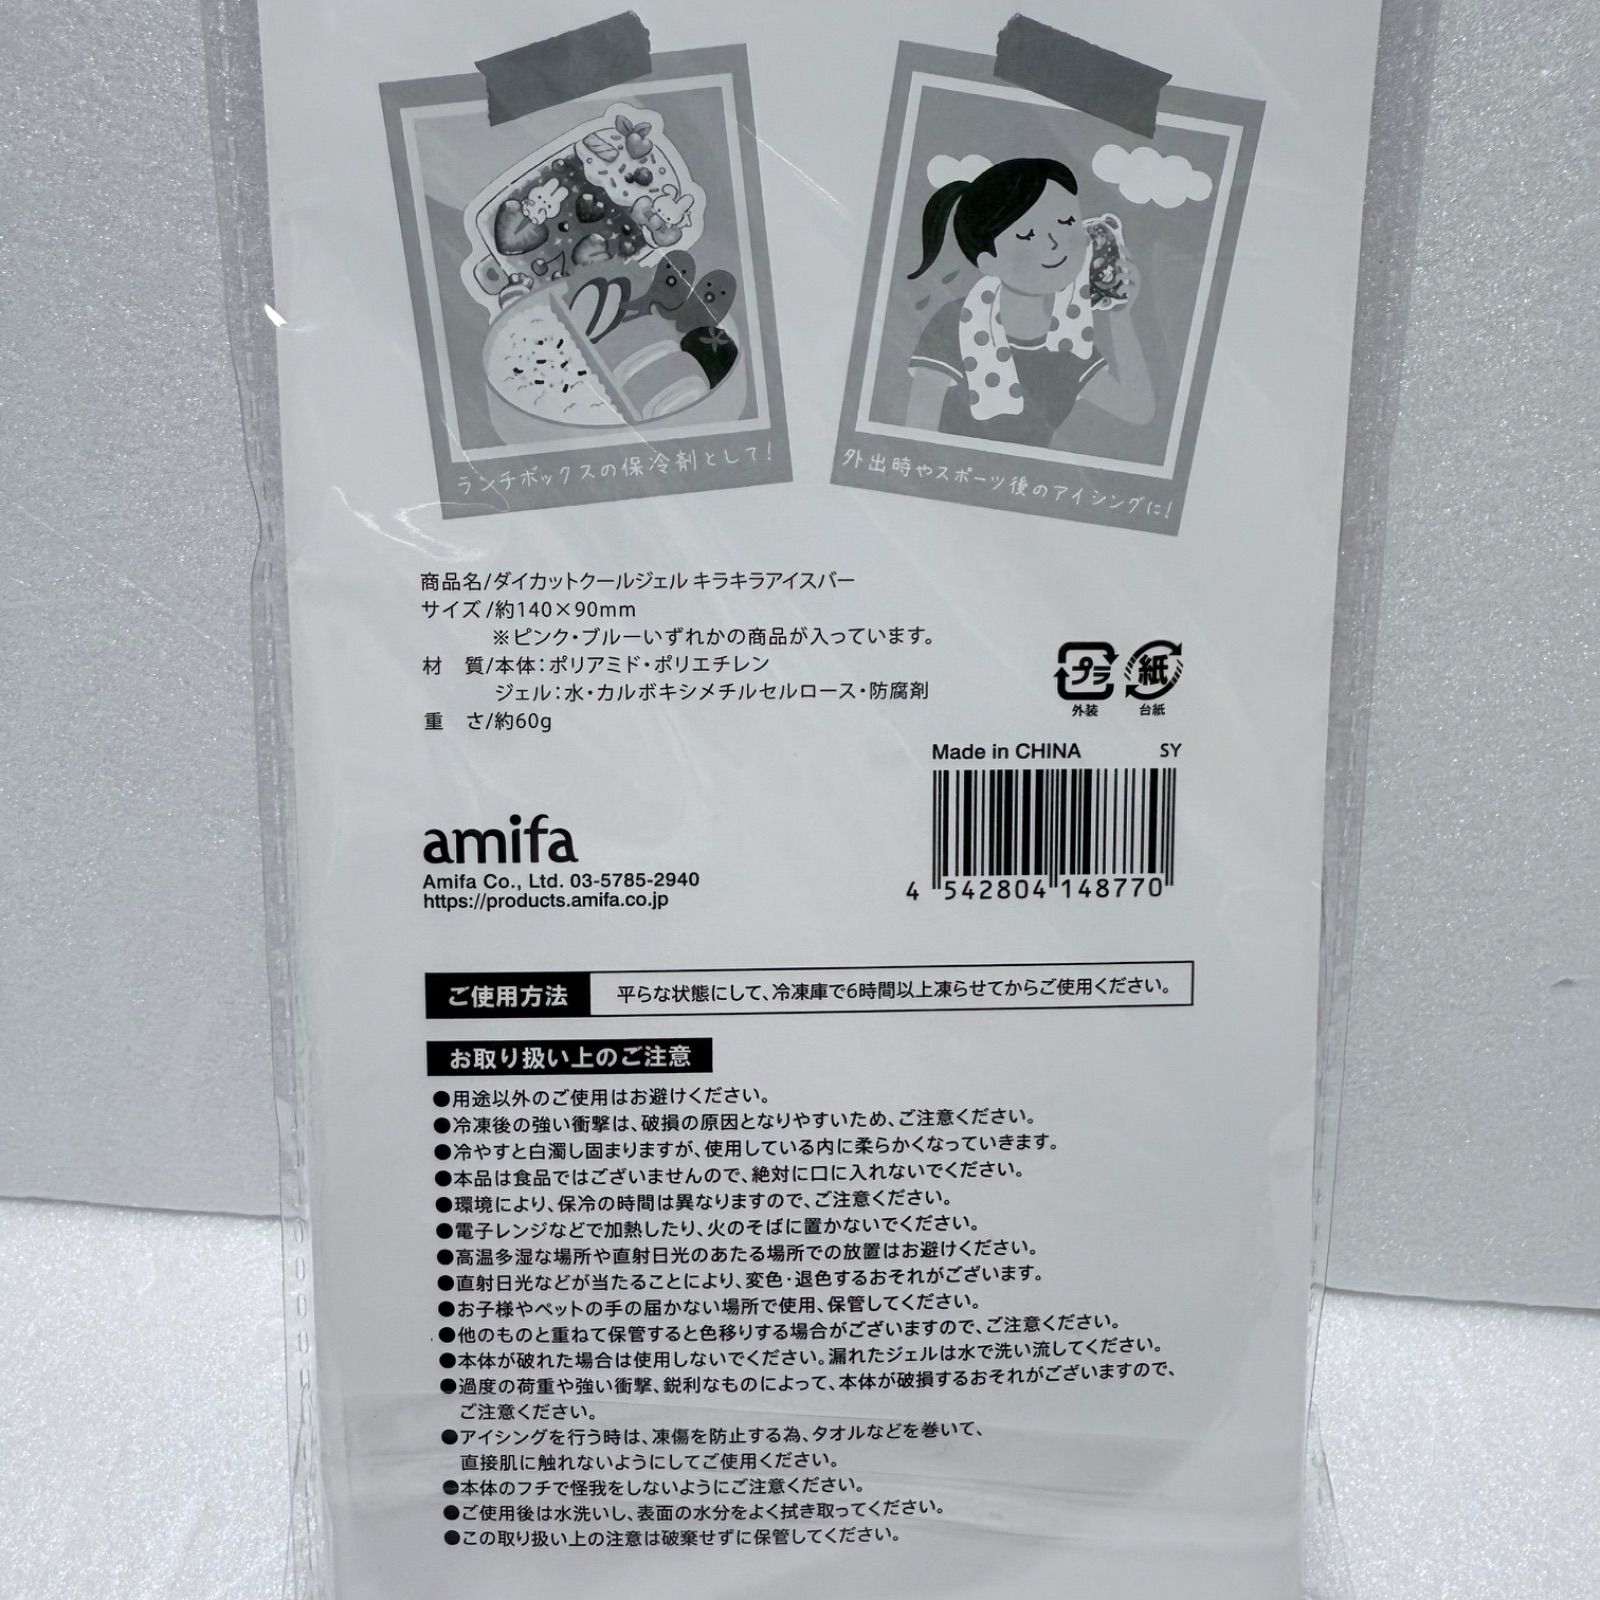 ランチボックスの保冷剤として!
外出時やスポーツ後のアイシングに!
商品名/ダイカットクールジェル キラキラアイスバー
サイズ/約140×90mm
※ピンク・ブルーいずれかの商品が入っています。
材 質/本体:ポリアミド・ポリエチレン
ジェル:水・カルボキシメチルセルロース・防腐剤
重 さ/約60g
プラ
外装
紙
台紙
Made in CHINA SY
4 542804 148770
amifa
Amifa Co., Ltd. 03-5785-2940
https://products.amifa.co.jp
ご使用方法 平らな状態にして、冷凍庫で6時間以上凍らせてからご使用ください。
お取り扱い上のご注意
●用途以外のご使用はお避けください。
●冷凍後の強い衝撃は、破損の原因となりやすいため、ご注意ください。
●冷やすと白濁し固まりますが、使用している内に柔らかくなっていきます。
●本品は食品ではございませんので、絶対に口に入れないでください。
●環境により、保冷の時間は異なりますので、ご注意ください。
●電子レンジなどで加熱したり、火のそばに置かないでください。
●高温多湿な場所や直射日光のあたる場所での放置はお避けください。
●直射日光などが当たることにより、変色・退色するおそれがございます。
●お子様やペットの手の届かない場所で使用、保管してください。
●他のものと重ねて保管すると色移りする場合がございますので、ご注意ください。
●本体が破れた場合は使用しないでください。漏れたジェルは水で洗い流してください。
●過度の荷重や強い衝撃、鋭利なものによって、本体が破損するおそれがございますので、
ご注意ください。
●アイシングを行う時は、凍傷を防止する為、タオルなどを巻いて、
直接肌に触れないようにしてご使用ください。
●本体のフチで怪我をしないようにご注意ください。
●ご使用後は水洗いし、表面の水分をよく拭き取ってください。
●この取り扱い上の注意は破棄せずに保管してください。